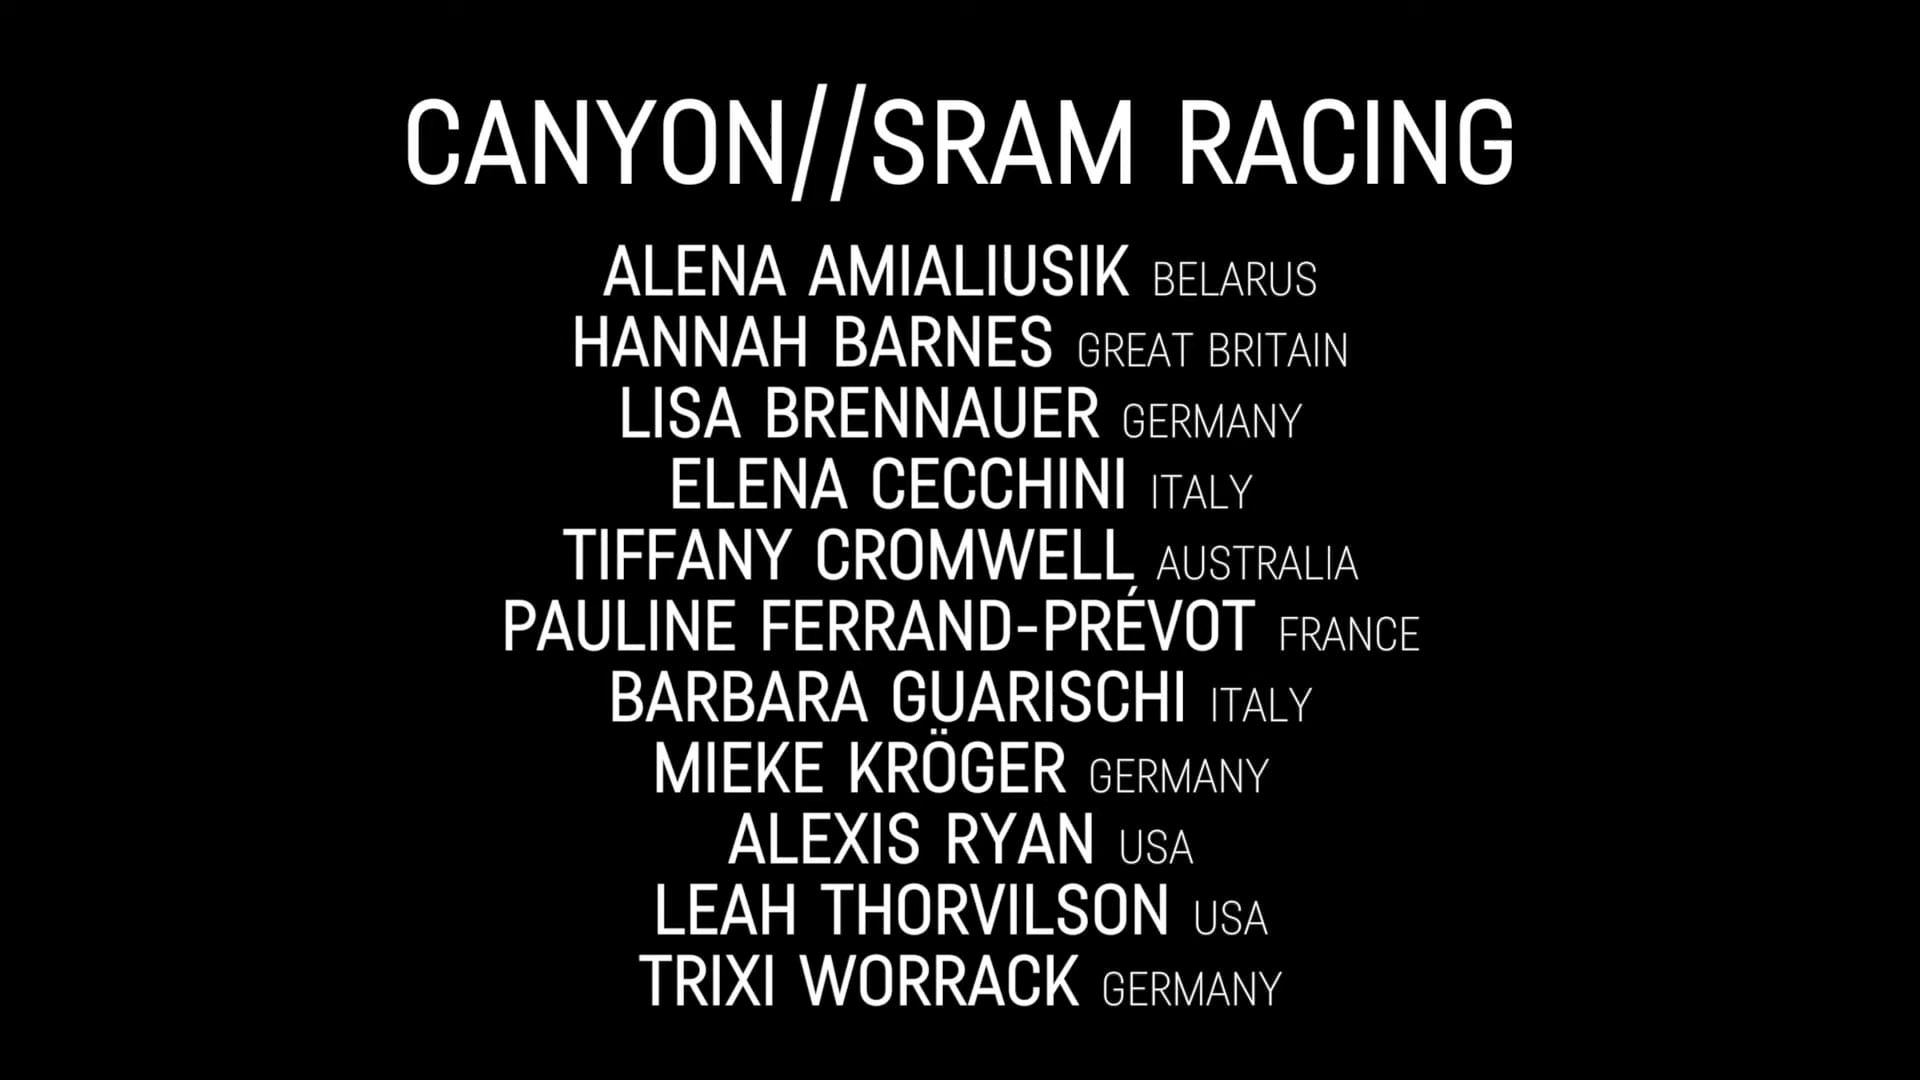 CANYON//SRAM RACING
ALENA AMIALIUSIK BELARUS
HANNAH BARNES GREAT BRITAIN
LISA BRENNAUER GERMANY
ELENA CECCHINI ITALY
TIFFANY CROMWELL AUSTRALIA
PAULINE FERRAND-PRÉVOT FRANCE
BARBARA GUARISCHI ITALY
MIEKE KRÖGER GERMANY
ALEXIS RYAN USA
LEAH THORVILSON USA
TRIXI WORRACK GERMANY